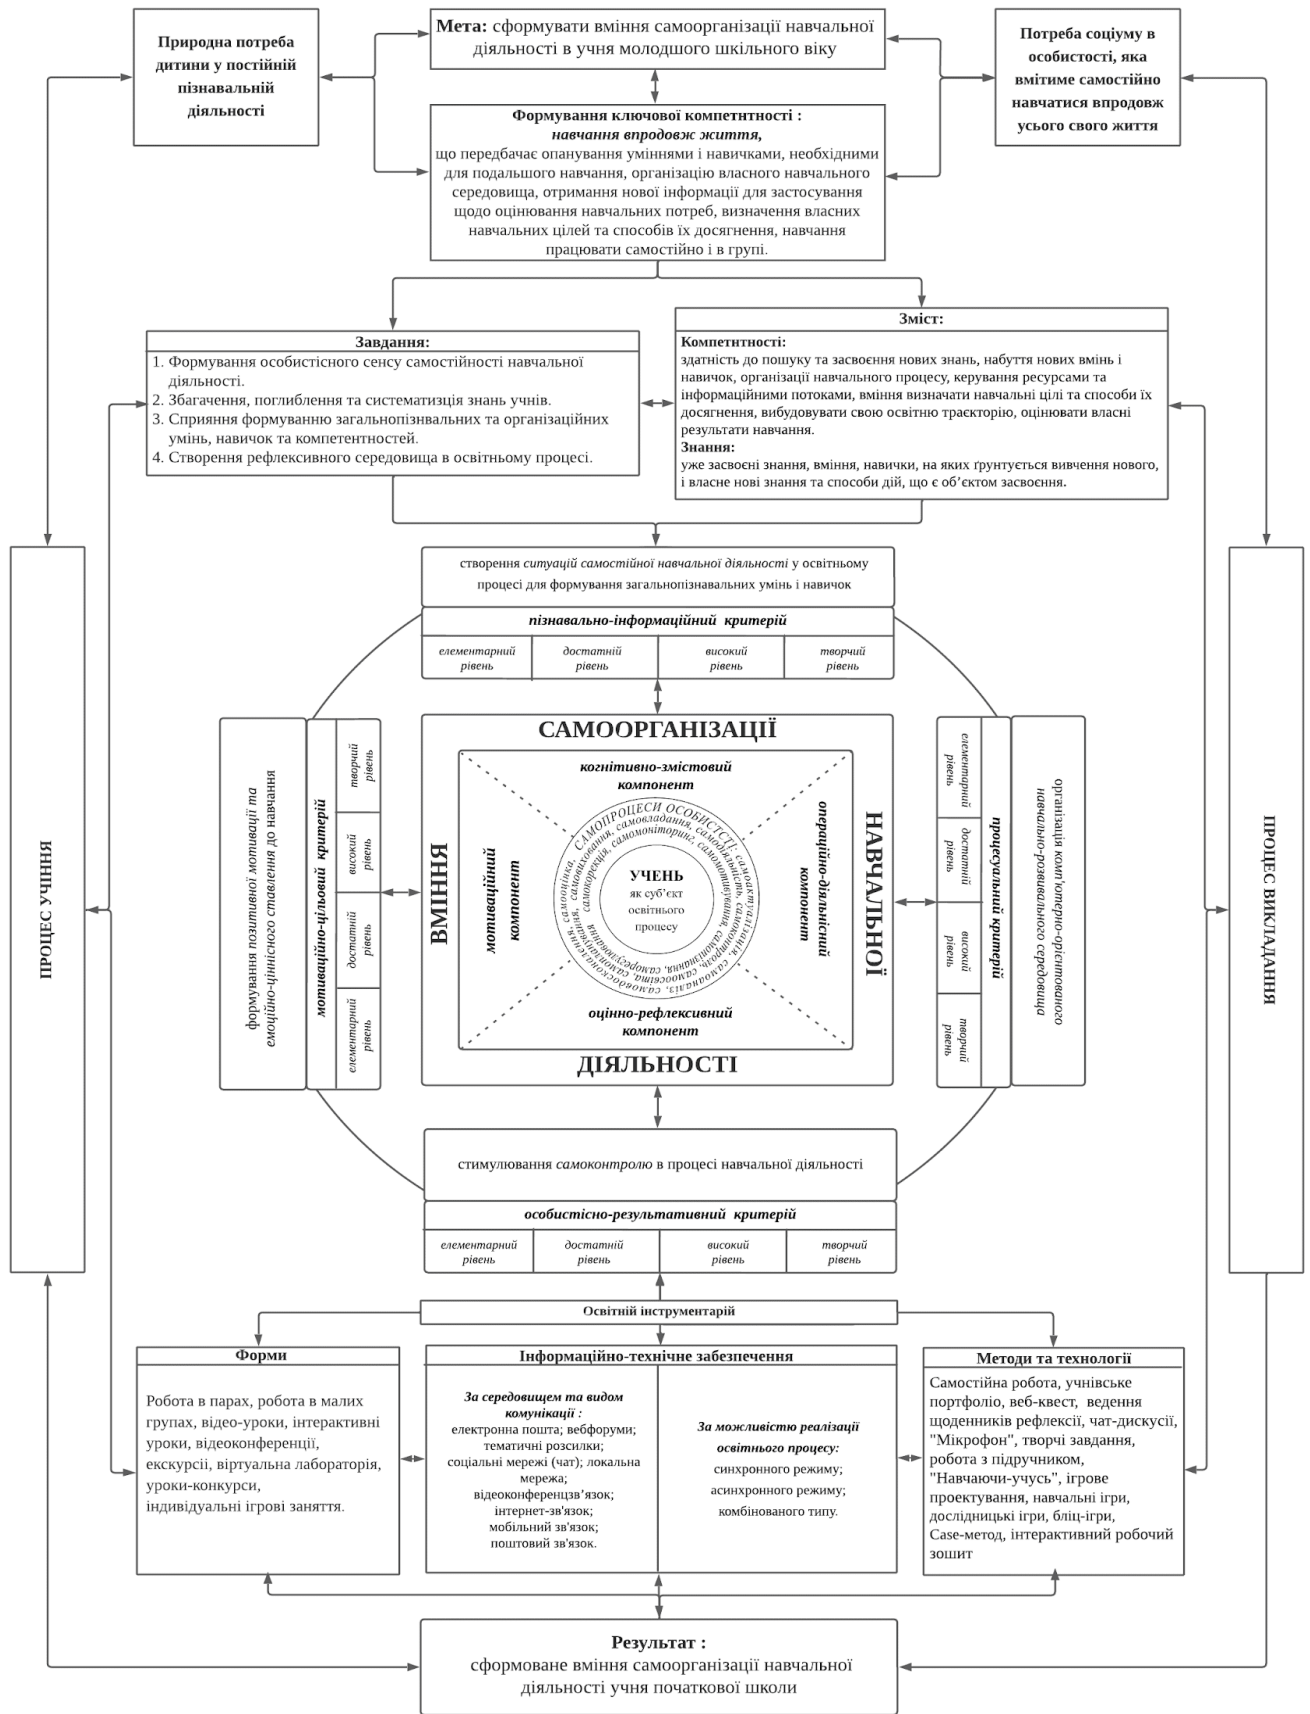 Природна потреба
дитини у постійній
пізнавальній
діяльності
Мета: сформувати вміння самоорганізації навчальної
діяльності в учня молодшого шкільного віку
Потреба соціуму в
особистості, яка
вмітиме самостійно
навчатися впродовж
усього свого життя
Формування ключової компетнтності :
навчання впродовж життя,
що передбачає опанування уміннями і навичками, необхідними
для подальшого навчання, організацію власного навчального
середовища, отримання нової інформації для застосування
щодо оцінювання навчальних потреб, визначення власних
навчальних цілей та способів їх досягнення, навчання
працювати самостійно і в групі.
Завдання:
1. Формування особистісного сенсу самостійності навчальної
діяльності.
2. Збагачення, поглиблення та систематизція знань учнів.
3. Сприяння формуванню загальнопізнвальних та організаційних
умінь, навичок та компетентностей.
4. Створення рефлексивного середовища в освітньому процесі.
Зміст:
Компетнтності:
здатність до пошуку та засвоєння нових знань, набуття нових вмінь і
навичок, організації навчального процесу, керування ресурсами та
інформаційними потоками, вміння визначати навчальні цілі та способи їх
досягнення, вибудовувати свою освітню траєкторію, оцінювати власні
результати навчання.
Знання:
уже засвоєні знання, вміння, навички, на яких ґрунтується вивчення нового,
і власне нові знання та способи дій, що є об’єктом засвоєння.
ПРОЦЕС УЧІННЯ
створення ситуацій самостійної навчальної діяльності у освітньому
процесі для формування загальнопізнавальних умінь і навичок
пізнавально-інформаційний критерій
елементарний
рівень
достатній
рівень
високий
рівень
творчий
рівень
формування позитивної мотивації та
емоційно-ціннісного ставлення до навчання
мотиваційно-цільовий критерій
творчий
рівень
високий
рівень
достатній
рівень
елементарний
рівень
САМООРГАНІЗАЦІЇ
ВМІННЯ
когнітивно-змістовий
компонент
мотиваційний
компонент
САМОПРОЦЕСИ ОСОБИСТСТІ: самоактуалізація, самоаналіз, самовдосконалення, самооцінка,
самовиховання, самовладання, самодіяльність, самоконтроль, самоосвіта, самопланування,
самокорекція, самомоніторинг, самомотивування, самопізнання, саморегулювання
УЧЕНЬ
як суб’єкт
освітнього
процесу
операційно-діяльнісний
компонент
оцінно-рефлексивний
компонент
НАВЧАЛЬНОЇ
ДІЯЛЬНОСТІ
елементарний
рівень
достатній
рівень
високий
рівень
творчий
рівень
процесуальний критерій
організація комп’ютерно-орієнтованого
навчально-розвивального середовища
ПРОЦЕС ВИКЛАДАННЯ
стимулювання самоконтролю в процесі навчальної діяльності
особистісно-результативний критерій
елементарний
рівень
достатній
рівень
високий
рівень
творчий
рівень
Освітній інструментарій
Форми
Робота в парах, робота в малих
групах, відео-уроки, інтерактивні
уроки, відеоконференції,
екскурсії, віртуальна лабораторія,
уроки-конкурси,
індивідуальні ігрові заняття.
Інформаційно-технічне забезпечення
За середовищем та видом
комунікації :
електронна пошта; вебфоруми;
тематичні розсилки;
соціальні мережі (чат); локальна
мережа;
відеоконференцзв’язок;
інтернет-зв'язок;
мобільний зв'язок;
поштовий зв'язок.
За можливістю реалізації
освітнього процесу:
синхронного режиму;
асинхронного режиму;
комбінованого типу.
Методи та технології
Самостійна робота, учнівське
портфоліо, веб-квест, ведення
щоденників рефлексії, чат-дискусії,
"Мікрофон", творчі завдання,
робота з підручником,
"Навчаючи-учусь", ігрове
проектування, навчальні ігри,
дослідницькі ігри, бліц-ігри,
Case-метод, інтерактивний робочий
зошит
Результат :
сформоване вміння самоорганізації навчальної
діяльності учня початкової школи